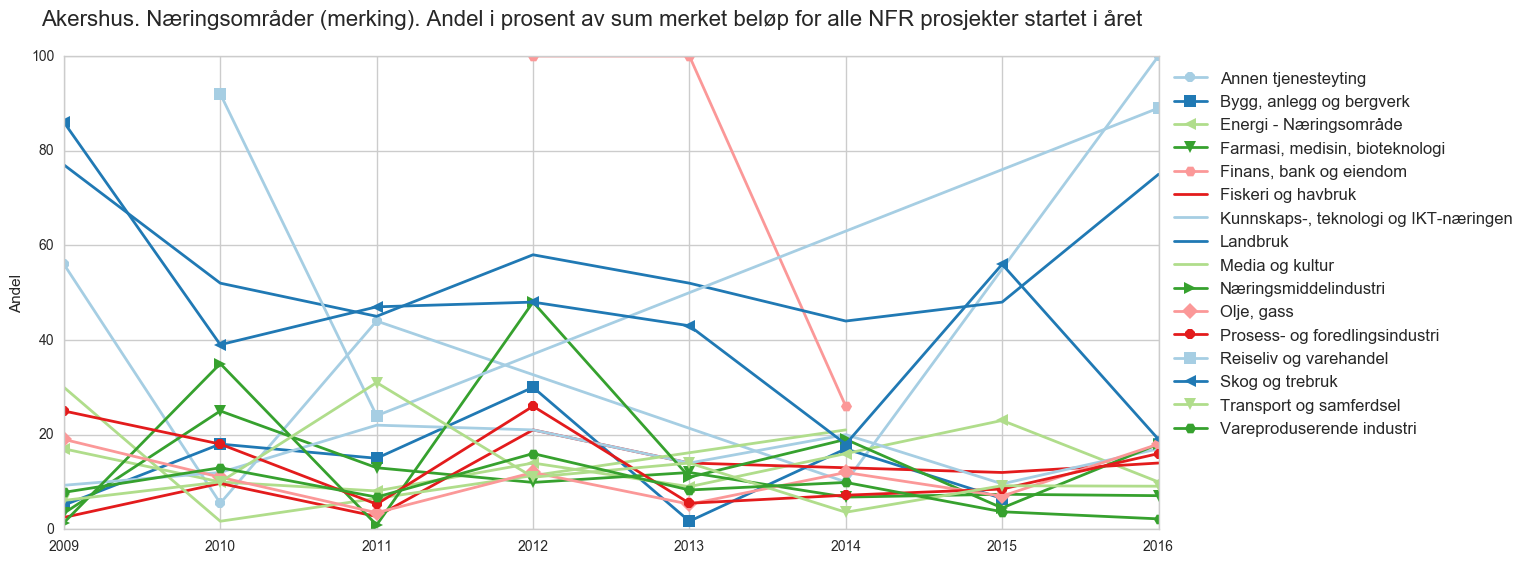 Akershus. Næringsområder (merking). Andel i prosent av sum merket beløp for alle NFR prosjekter startet i året
100
80
60
40
20
0
Andel
2009 2010 2011 2012 2013 2014 2015 2016
Annen tjenesteyting
Bygg, anlegg og bergverk
Energi - Næringsområde
Farmasi, medisin, bioteknologi
Finans, bank og eiendom
Fiskeri og havbruk
Kunnskaps-, teknologi og IKT-næringen
Landbruk
Media og kultur
Næringsmiddelindustri
Olje, gass
Prosess- og foredlingsindustri
Reiseliv og varehandel
Skog og trebruk
Transport og samferdsel
Vareproduserende industri